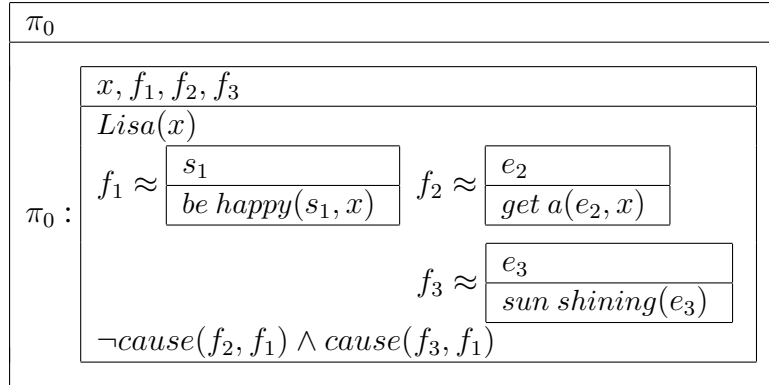 π₀
x, f₁, f₂, f₃
Lisa(x)
s₁ e₂
f₁ ≈ f₂ ≈
be happy(s₁, x) get a(e₂, x)
π₀ :
e₃
f₃ ≈
sun shining(e₃)
¬cause(f₂, f₁) ∧ cause(f₃, f₁)